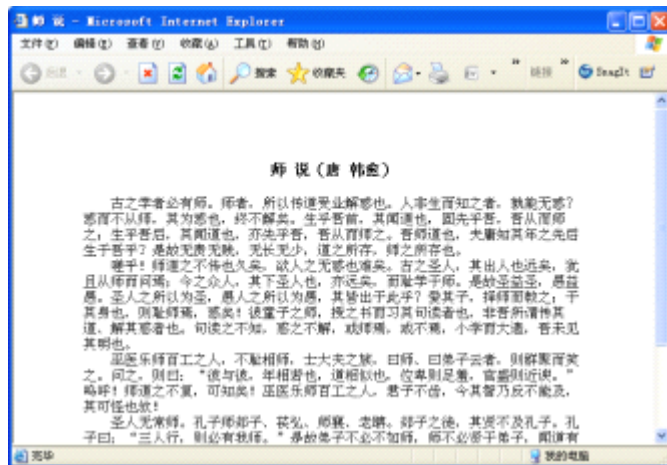 师 说 - Microsoft Internet Explorer
文件(F) 编辑(E) 查看(V) 收藏(A) 工具(T) 帮助(H)
后退 搜索 收藏夹 链接 SnagIt
师 说（唐 韩愈）
古之学者必有师。师者，所以传道受业解惑也。人非生而知之者，孰能无惑？
惑而不从师，其为惑也，终不解矣。生乎吾前，其闻道也，固先乎吾，吾从而师
之；生乎吾后，其闻道也，亦先乎吾，吾从而师之。吾师道也，夫庸知其年之先后
生于吾乎？是故无贵无贱，无长无少，道之所存，师之所存也。
嗟乎！师道之不传也久矣，欲人之无惑也难矣。古之圣人，其出人也远矣，犹
且从师而问焉；今之众人，其下圣人也，亦远矣，而耻学于师。是故圣益圣，愚益
愚。圣人之所以为圣，愚人之所以为愚，其皆出于此乎？爱其子，择师而教之；于
其身也，则耻师焉，惑矣！彼童子之师，授之书而习其句读者也，非吾所谓传其
道、解其惑者也。句读之不知，惑之不解，或师焉，或不焉，小学而大遗，吾未见
其明也。
巫医乐师百工之人，不耻相师，士大夫之族，曰师、曰弟子云者，则群聚而笑
之。问之，则曰：“彼与彼，年相若也，道相似也，位卑则足羞，官盛则近谀。”
呜呼！师道之不复，可知矣！巫医乐师百工之人，君子不齿，今其智乃反不能及，
其可怪也欤！
圣人无常师。孔子师郯子、苌弘、师襄、老聃。郯子之徒，其贤不及孔子。孔
子曰：“三人行，则必有我师。”是故弟子不必不如师，师不必贤于弟子，闻道有
完毕 我的电脑